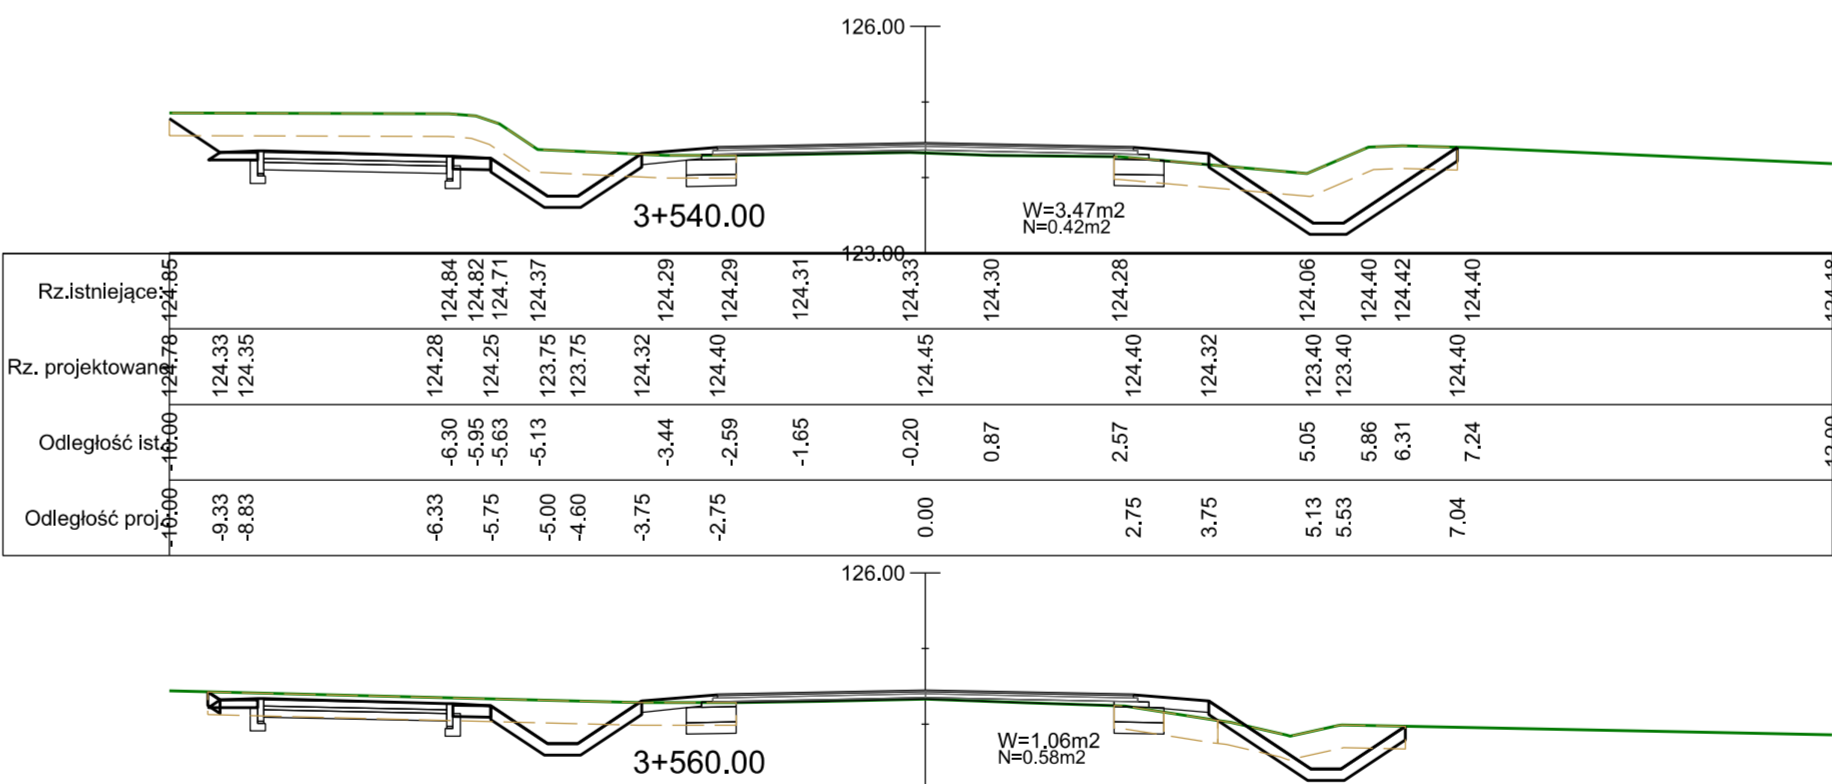 126.00
3+540.00
W=3.47m2
N=0.42m2
123.00
Rz.istniejące: 124.85 124.84 124.82 124.71 124.37 124.29 124.29 124.31 124.33 124.30 124.28 124.06 124.40 124.42 124.40 124.18
Rz. projektowane 124.78 124.33 124.35 124.28 124.25 123.75 123.75 124.32 124.40 124.45 124.40 124.32 123.40 123.40 124.40
Odległość ist. -10.00 -6.30 -5.95 -5.63 -5.13 -3.44 -2.59 -1.65 -0.20 0.87 2.57 5.05 5.86 6.31 7.24 12.00
Odległość proj. -10.00 -9.33 -8.83 -6.33 -5.75 -5.00 -4.60 -3.75 -2.75 0.00 2.75 3.75 5.13 5.53 7.04
126.00
3+560.00
W=1.06m2
N=0.58m2